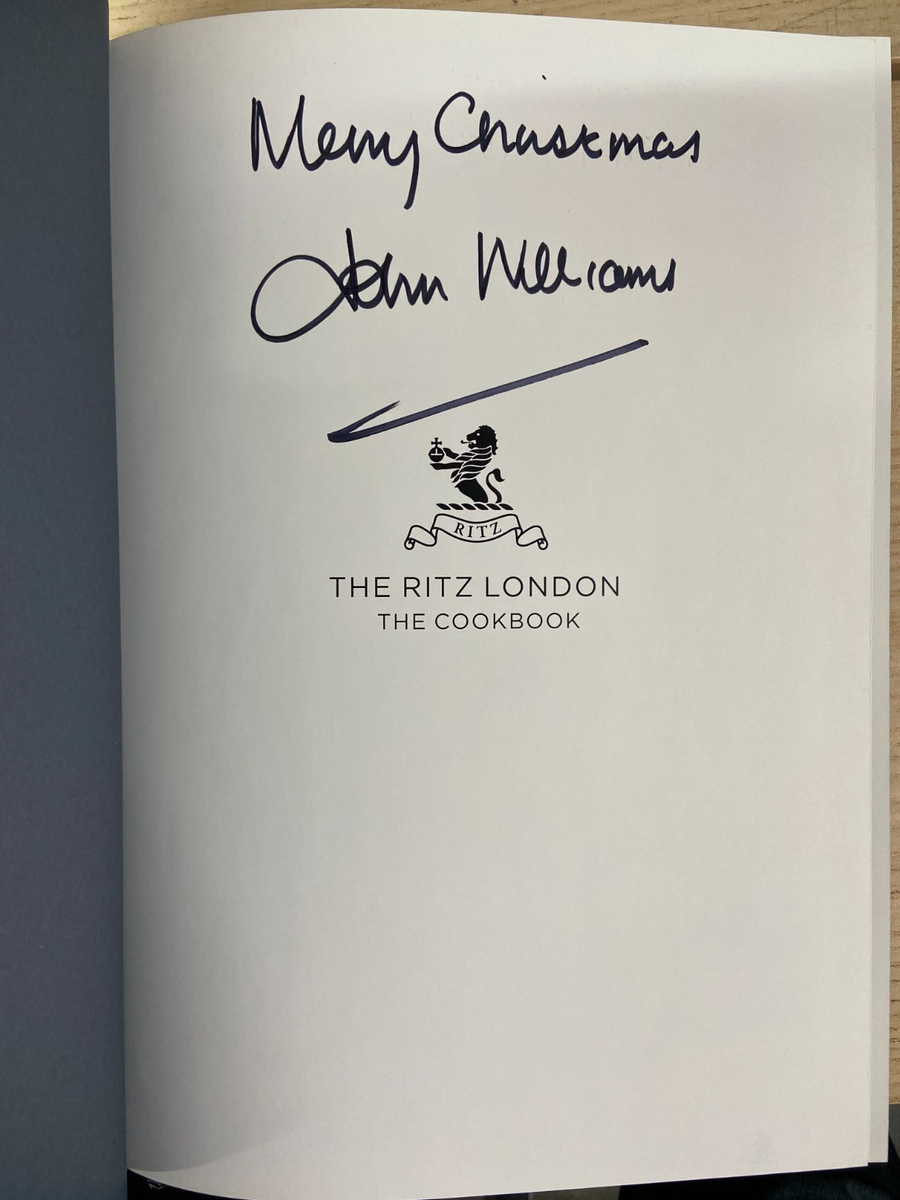 Merry Christmas
John Williams
RITZ
THE RITZ LONDON
THE COOKBOOK